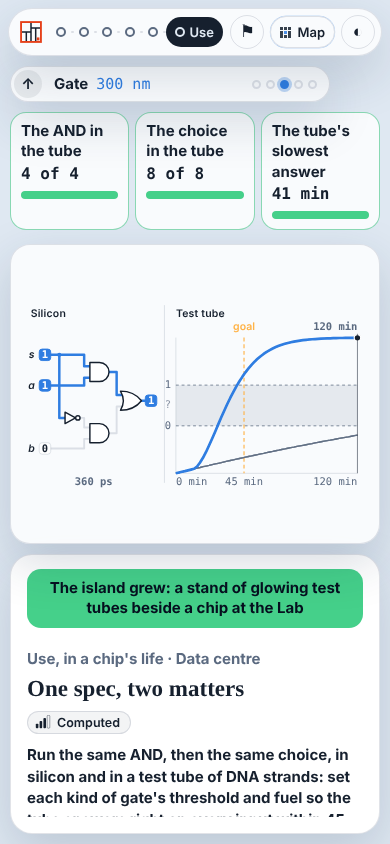 Use
Map
Gate 300 nm
The AND in
the tube
4 of 4
The choice
in the tube
8 of 8
The tube's
slowest
answer
41 min
Silicon
Test tube
goal
120 min
s 1
a 1
1
b 0
360 ps
1
?
0
0 min
45 min
120 min
The island grew: a stand of glowing test
tubes beside a chip at the Lab
Use, in a chip's life · Data centre
One spec, two matters
Computed
Run the same AND, then the same choice, in
silicon and in a test tube of DNA strands: set
each kind of gate's threshold and fuel so the